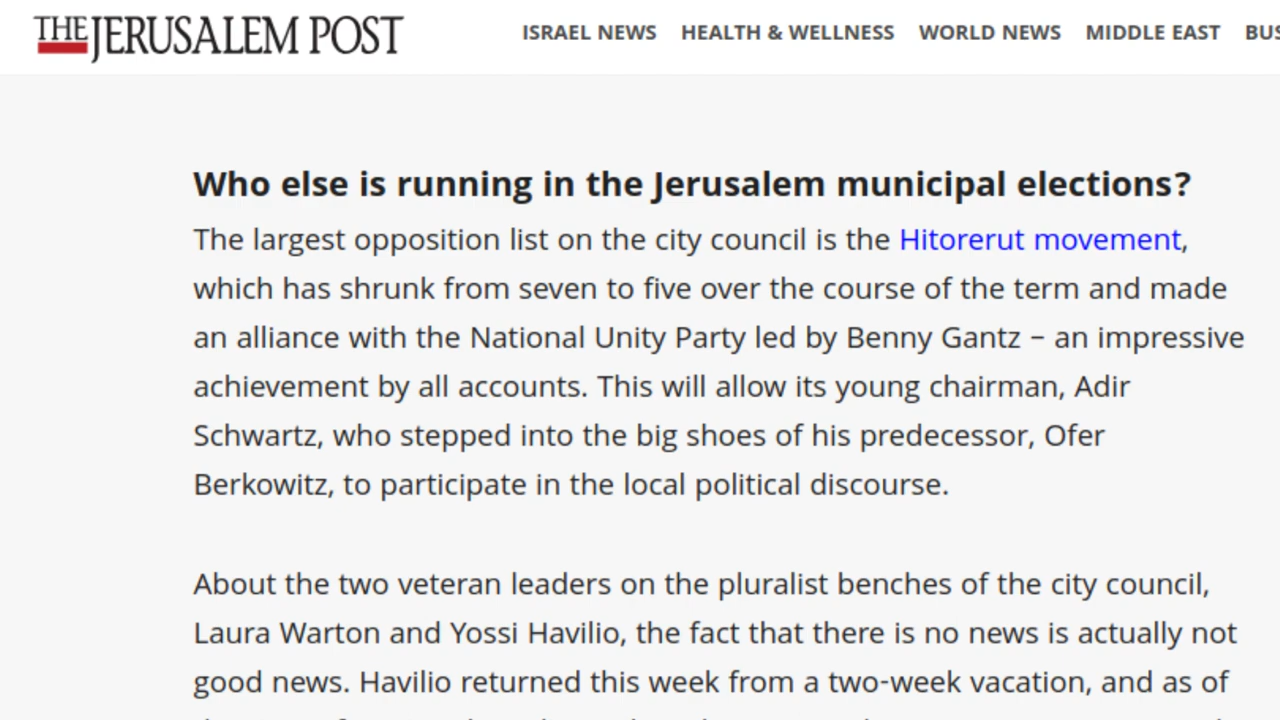 THE JERUSALEM POST
ISRAEL NEWS HEALTH & WELLNESS WORLD NEWS MIDDLE EAST BUS
Who else is running in the Jerusalem municipal elections?
The largest opposition list on the city council is the Hitorerut movement,
which has shrunk from seven to five over the course of the term and made
an alliance with the National Unity Party led by Benny Gantz – an impressive
achievement by all accounts. This will allow its young chairman, Adir
Schwartz, who stepped into the big shoes of his predecessor, Ofer
Berkowitz, to participate in the local political discourse.
About the two veteran leaders on the pluralist benches of the city council,
Laura Warton and Yossi Havilio, the fact that there is no news is actually not
good news. Havilio returned this week from a two-week vacation, and as of